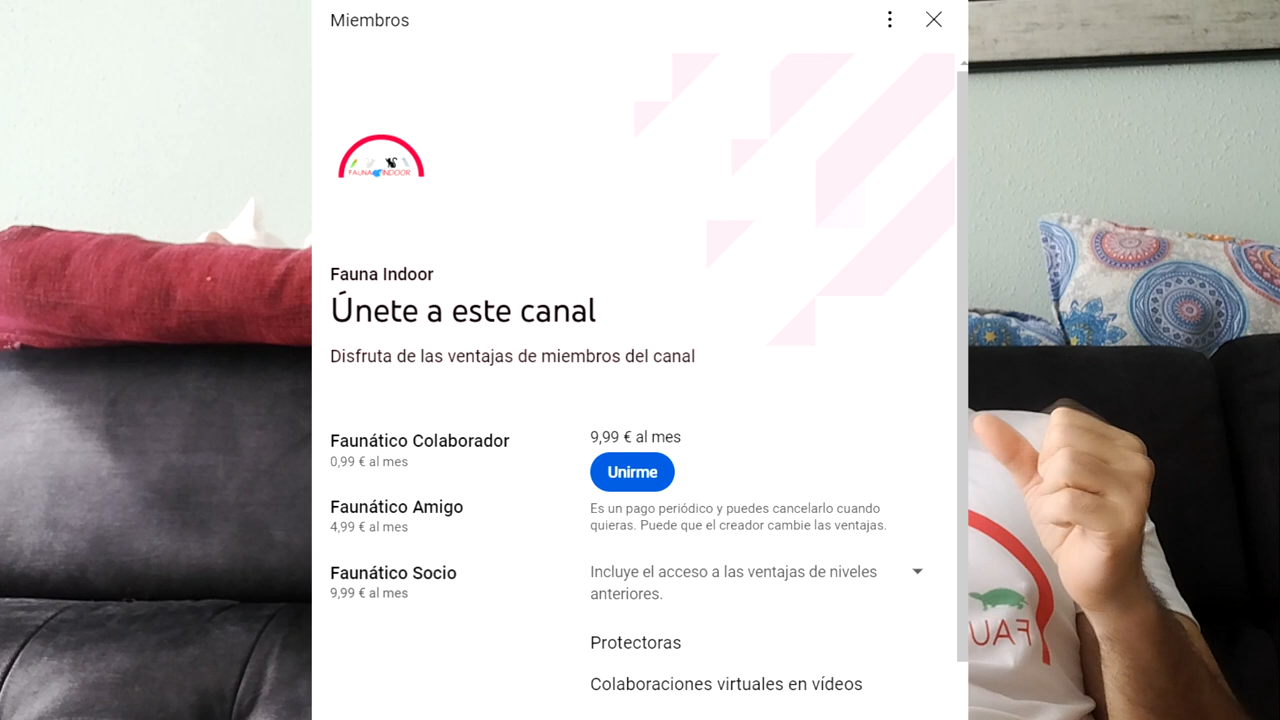 Miembros
FAUNA INDOOR
Fauna Indoor
Únete a este canal
Disfruta de las ventajas de miembros del canal
Faunático Colaborador
0,99 € al mes
Faunático Amigo
4,99 € al mes
Faunático Socio
9,99 € al mes
9,99 € al mes
Unirme
Es un pago periódico y puedes cancelarlo cuando
quieras. Puede que el creador cambie las ventajas.
Incluye el acceso a las ventajas de niveles
anteriores.
Protectoras
Colaboraciones virtuales en vídeos
FAU